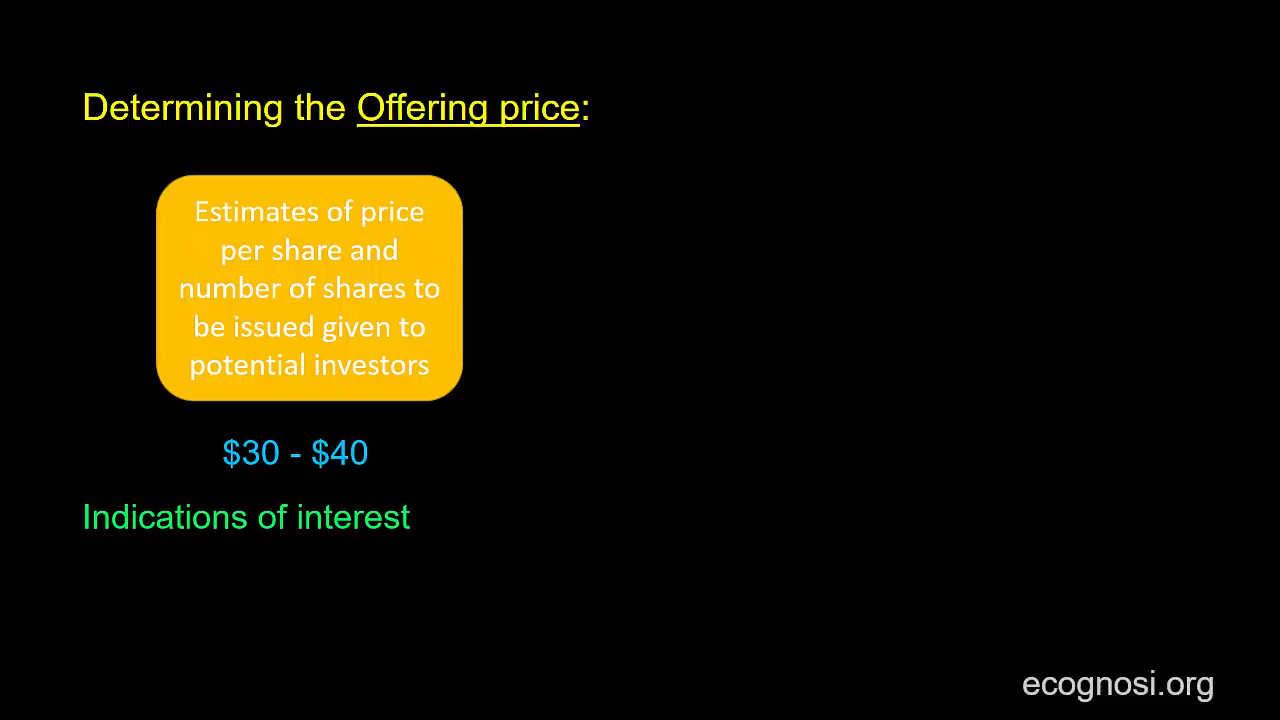 Determining the Offering price:
Estimates of price
per share and
number of shares to
be issued given to
potential investors
$30 - $40
Indications of interest
ecognosi.org